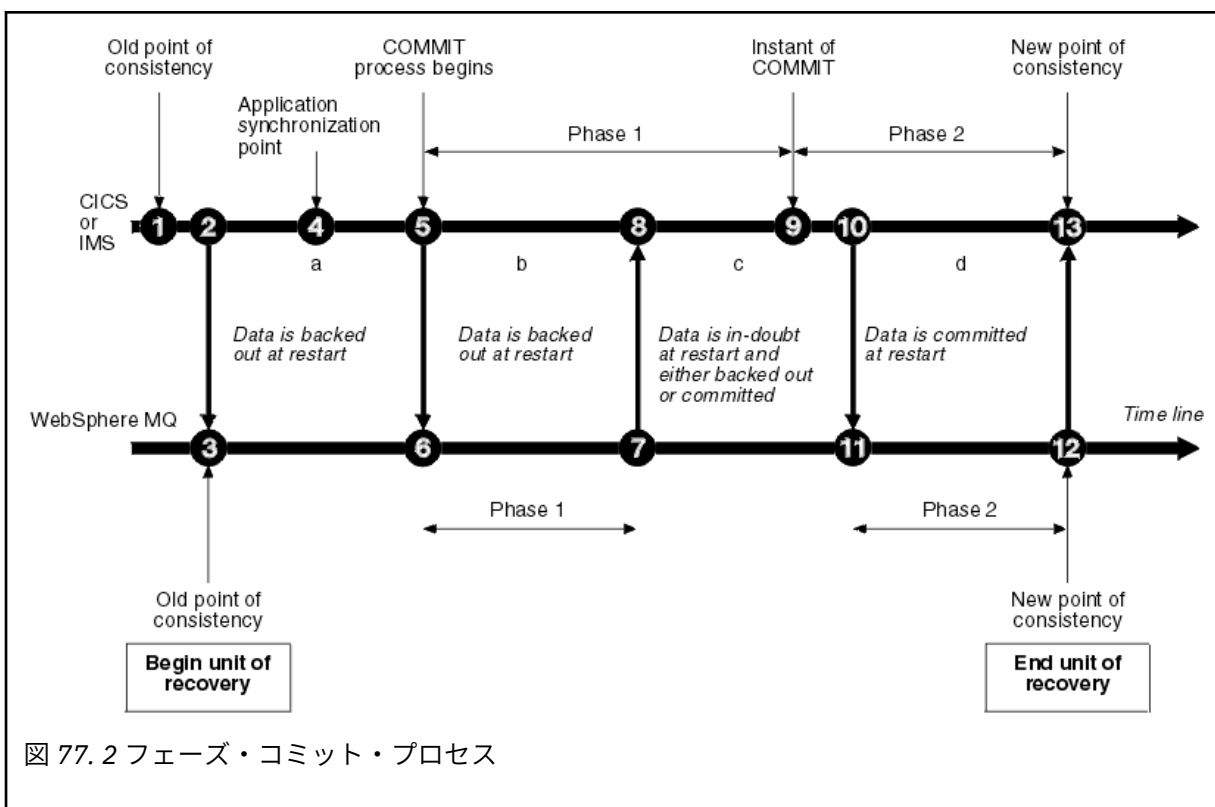 Old point of
consistency
COMMIT
process begins
Instant of
COMMIT
New point of
consistency
Application
synchronization
point
Phase 1
Phase 2
CICS
or
IMS
1
2
4
5
8
9
10
13
a
b
c
d
Data is backed
out at restart
Data is backed
out at restart
Data is in-doubt
at restart and
either backed out
or committed
Data is committed
at restart
WebSphere MQ
Time line
3
6
7
11
12
Phase 1
Phase 2
Old point of
consistency
New point of
consistency
Begin unit of
recovery
End unit of
recovery
図 77. 2 フェーズ・コミット・プロセス